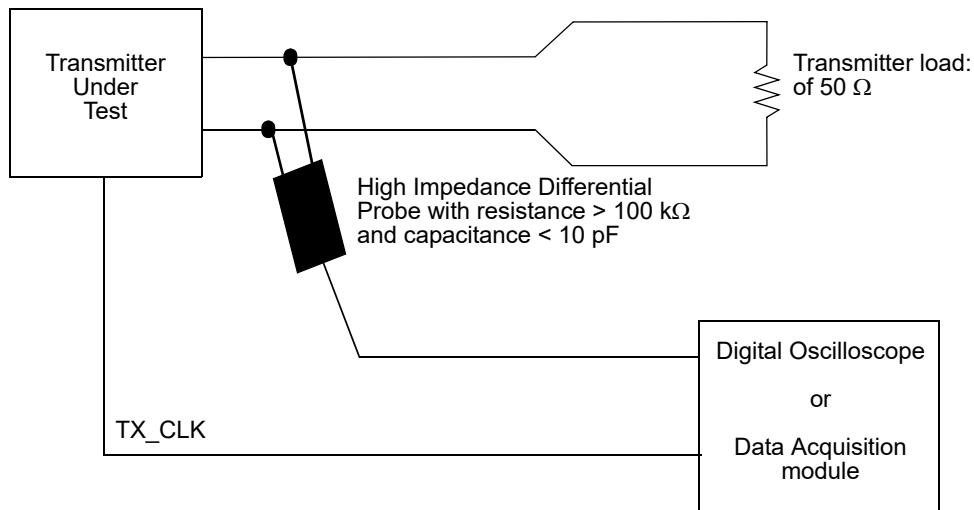 Transmitter
Under
Test
Transmitter load:
of 50 Ω
High Impedance Differential
Probe with resistance > 100 kΩ
and capacitance < 10 pF
Digital Oscilloscope
or
Data Acquisition
module
TX_CLK